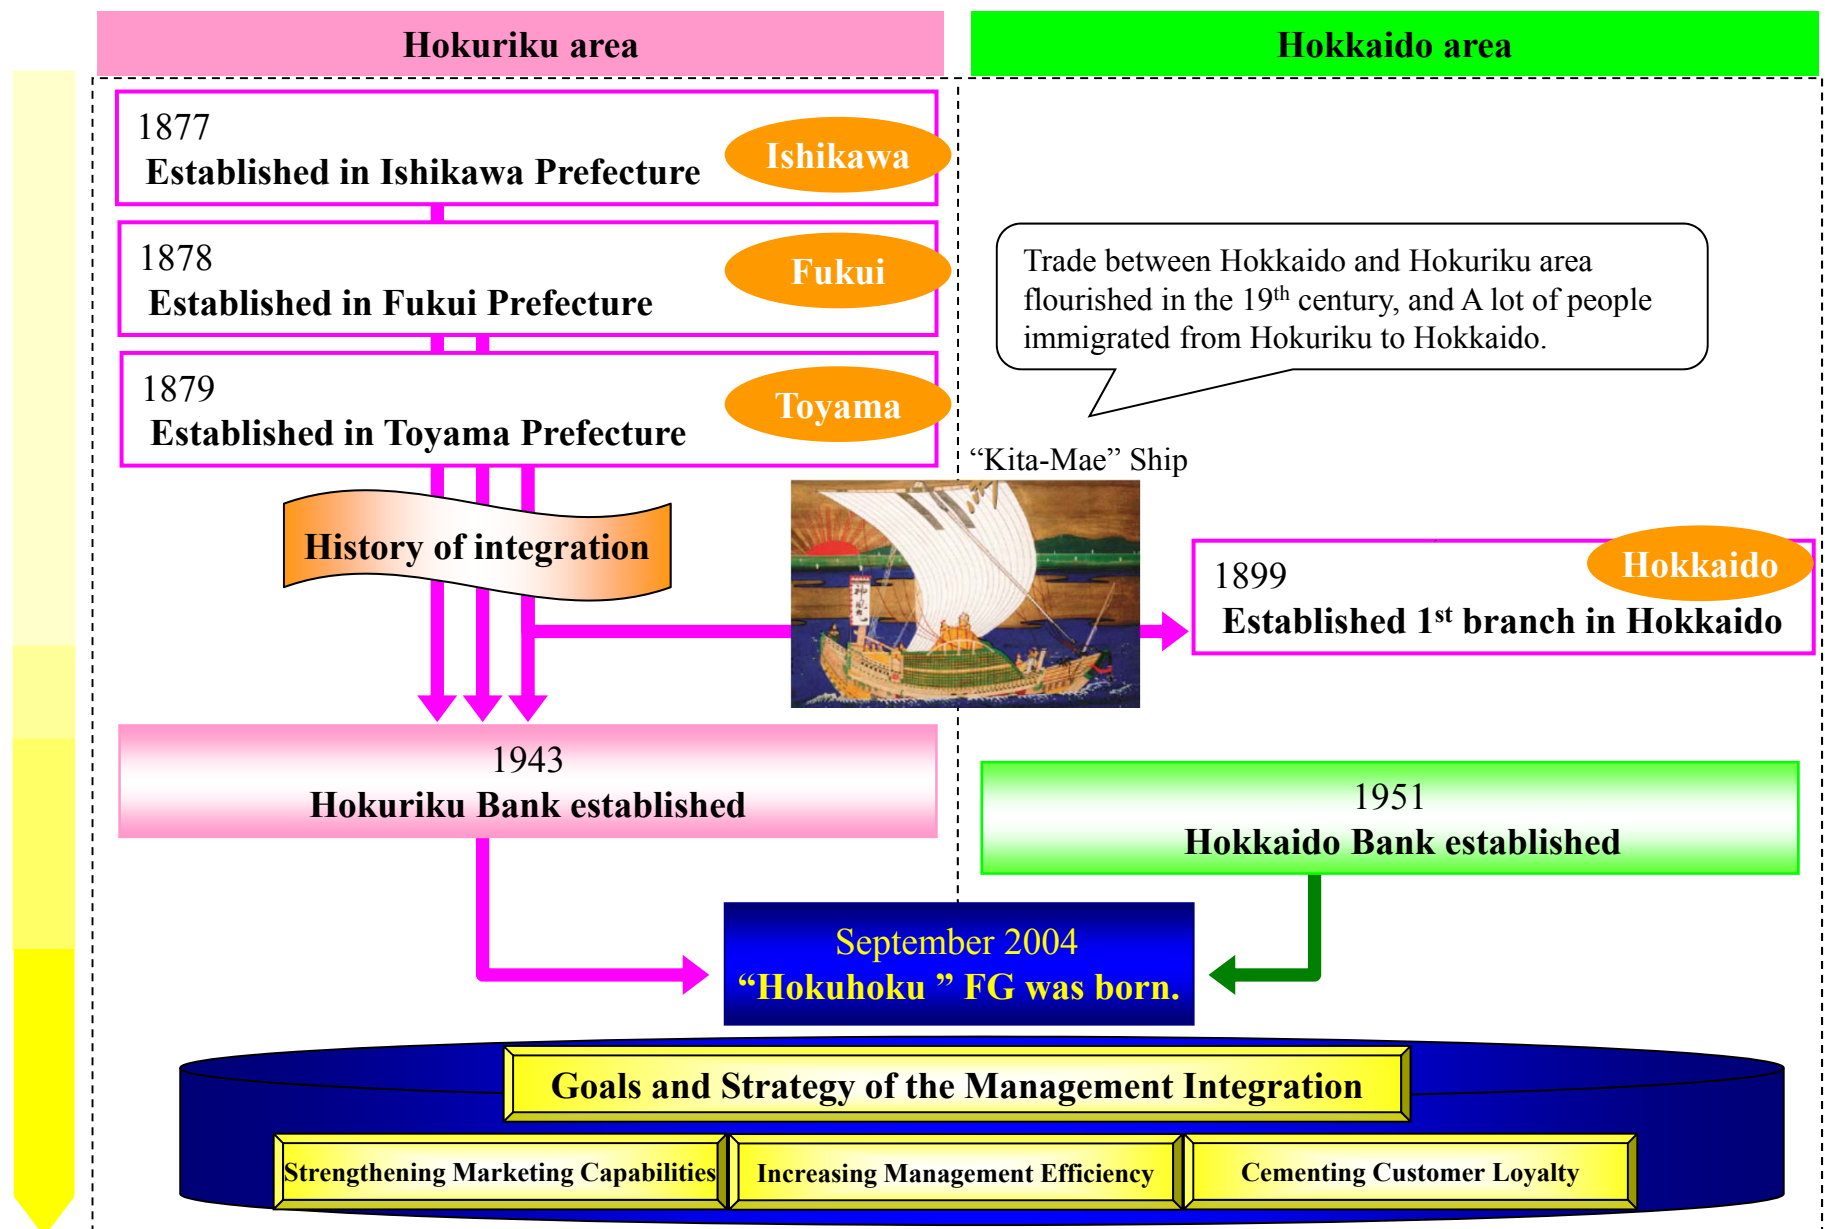 Hokuriku area
Hokkaido area
1877
Established in Ishikawa Prefecture
Ishikawa
1878
Established in Fukui Prefecture
Fukui
1879
Established in Toyama Prefecture
Toyama
Trade between Hokkaido and Hokuriku area
flourished in the 19th century, and A lot of people
immigrated from Hokuriku to Hokkaido.
“Kita-Mae” Ship
History of integration
Hokkaido
1899
Established 1st branch in Hokkaido
1943
Hokuriku Bank established
1951
Hokkaido Bank established
September 2004
“Hokuhoku ” FG was born.
Goals and Strategy of the Management Integration
Strengthening Marketing Capabilities
Increasing Management Efficiency
Cementing Customer Loyalty